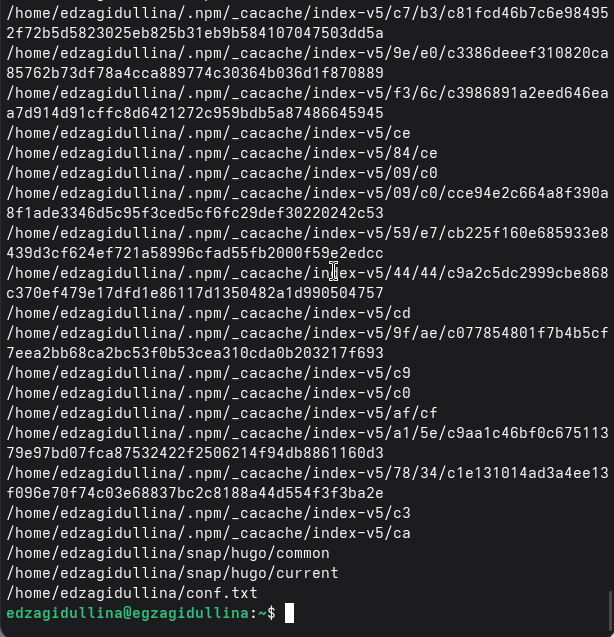 /home/edzagidullina/.npm/_cacache/index-v5/c7/b3/c81fcd46b7c6e98495
2f72b5d5823025eb825b31eb9b584107047503dd5a
/home/edzagidullina/.npm/_cacache/index-v5/9e/e0/c3386deeef310820ca
85762b73df78a4cca889774c30364b036d1f870889
/home/edzagidullina/.npm/_cacache/index-v5/f3/6c/c3986891a2eed646ea
a7d914d91cffc8d6421272c959bdb5a87486645945
/home/edzagidullina/.npm/_cacache/index-v5/ce
/home/edzagidullina/.npm/_cacache/index-v5/84/ce
/home/edzagidullina/.npm/_cacache/index-v5/09/c0
/home/edzagidullina/.npm/_cacache/index-v5/09/c0/cce94e2c664a8f390a
8f1ade3346d5c95f3ced5cf6fc29def30220242c53
/home/edzagidullina/.npm/_cacache/index-v5/59/e7/cb225f160e685933e8
439d3cf624ef721a58996cfad55fb2000f59e2edcc
/home/edzagidullina/.npm/_cacache/index-v5/44/44/c9a2c5dc2999cbe868
c370ef479e17dfd1e86117d1350482a1d990504757
/home/edzagidullina/.npm/_cacache/index-v5/cd
/home/edzagidullina/.npm/_cacache/index-v5/9f/ae/c077854801f7b4b5cf
7eea2bb68ca2bc53f0b53cea310cda0b203217f693
/home/edzagidullina/.npm/_cacache/index-v5/c9
/home/edzagidullina/.npm/_cacache/index-v5/c0
/home/edzagidullina/.npm/_cacache/index-v5/af/cf
/home/edzagidullina/.npm/_cacache/index-v5/a1/5e/c9aa1c46bf0c675113
79e97bd07fca87532422f2506214f94db8861160d3
/home/edzagidullina/.npm/_cacache/index-v5/78/34/c1e131014ad3a4ee13
f096e70f74c03e68837bc2c8188a44d554f3f3ba2e
/home/edzagidullina/.npm/_cacache/index-v5/c3
/home/edzagidullina/.npm/_cacache/index-v5/ca
/home/edzagidullina/snap/hugo/common
/home/edzagidullina/snap/hugo/current
/home/edzagidullina/conf.txt
edzagidullina@egzagidullina:~$